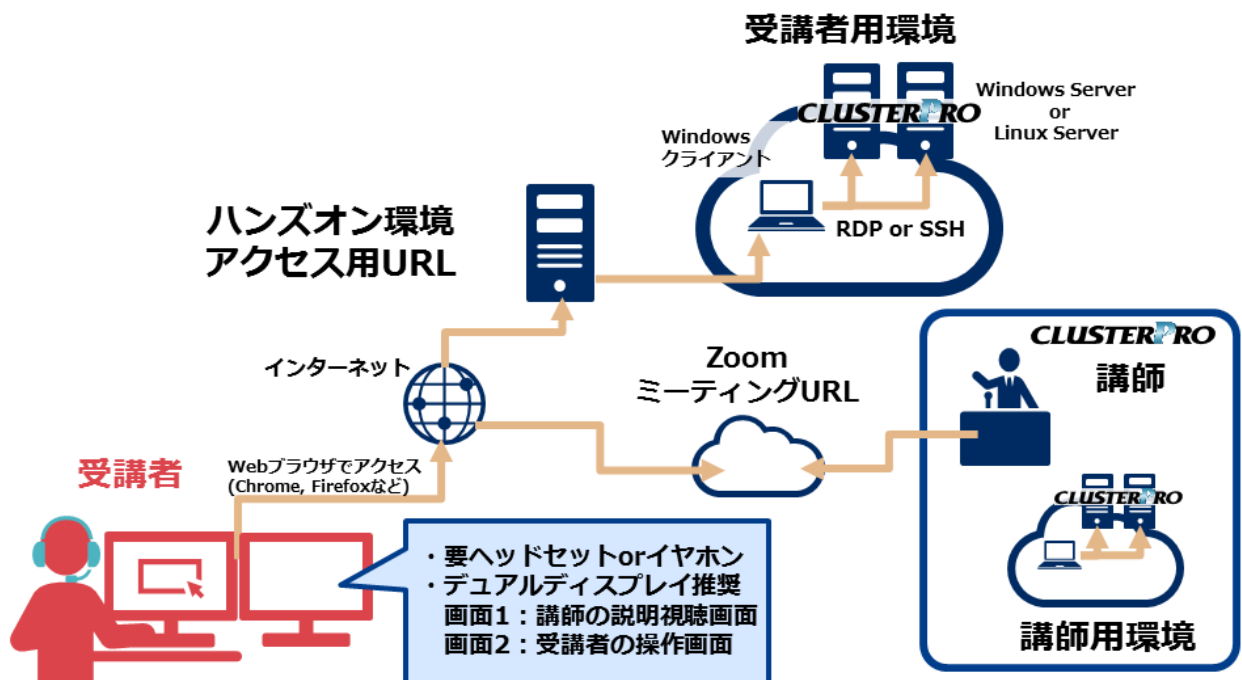 受講者用環境
CLUSTERPRO
Windows Server
or
Linux Server
Windows
クライアント
RDP or SSH
ハンズオン環境
アクセス用URL
インターネット
Zoom
ミーティングURL
CLUSTERPRO
講師
受講者
Webブラウザでアクセス
(Chrome, Firefoxなど)
CLUSTERPRO
講師用環境
・要ヘッドセットorイヤホン
・デュアルディスプレイ推奨
画面1：講師の説明視聴画面
画面2：受講者の操作画面